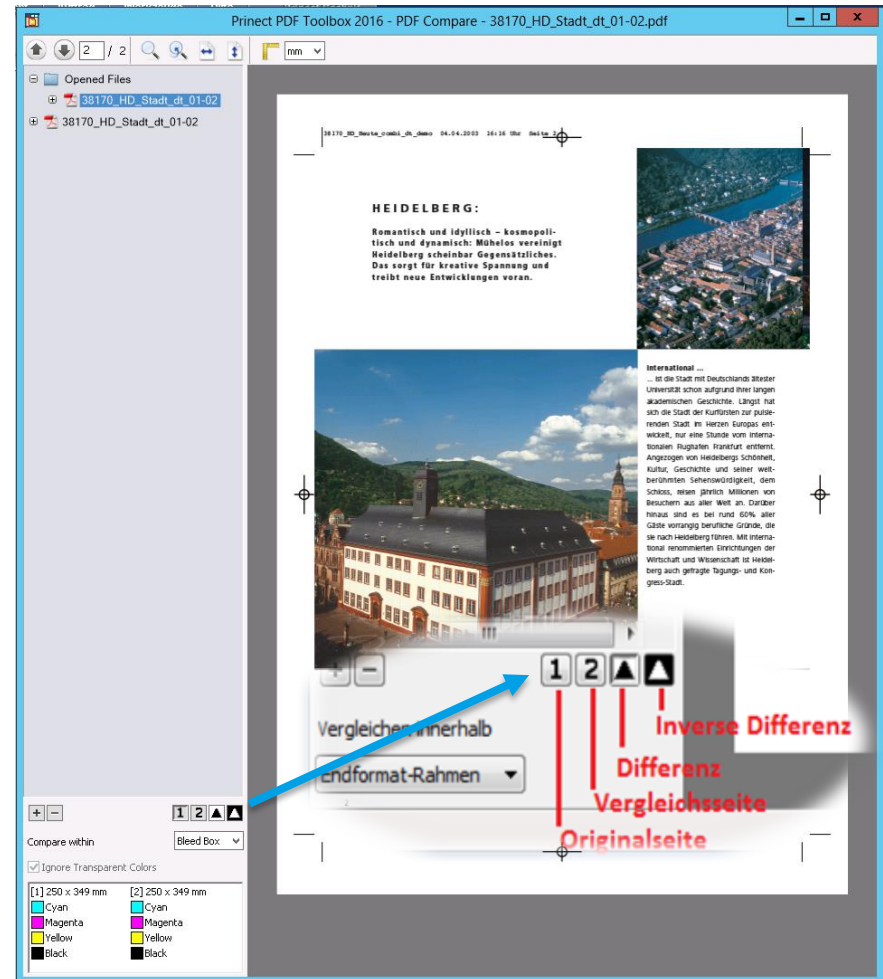 Prinect PDF Toolbox 2016 - PDF Compare - 38170_HD_Stadt_dt_01-02.pdf
2 / 2
mm
Opened Files
38170_HD_Stadt_dt_01-02
38170_HD_Stadt_dt_01-02
38170_HD_Heute_combi_dt_demo 04.04.2003 16:16 Uhr Seite 2
HEIDELBERG:
Romantisch und idyllisch – kosmopoli-
tisch und dynamisch: Mühelos vereinigt
Heidelberg scheinbar Gegensätzliches.
Das sorgt für kreative Spannung und
treibt neue Entwicklungen voran.
International ...
... ist die Stadt mit Deutschlands ältester
Universität schon aufgrund ihrer langen
akademischen Geschichte. Längst hat
sich die Stadt der Kurfürsten zur pulsie-
renden Stadt im Herzen Europas ent-
wickelt, nur eine Stunde vom interna-
tionalen Flughafen Frankfurt entfernt.
Angezogen von Heidelbergs Schönheit,
Kultur, Geschichte und seiner welt-
berühmten Sehenswürdigkeit, dem
Schloss, reisen jährlich Millionen von
Besuchern aus aller Welt an. Darüber
hinaus sind es bei rund 60% aller
Gäste vorrangig berufliche Gründe, die
sie nach Heidelberg führen. Mit interna-
tional renommierten Einrichtungen der
Wirtschaft und Wissenschaft ist Heidel-
berg auch gefragte Tagungs- und Kon-
gress-Stadt.
1 2
Inverse Differenz
Vergleichen innerhalb
Differenz
Endformat-Rahmen
Vergleichsseite
Originalseite
1 2
Compare within
Bleed Box
Ignore Transparent Colors
[1] 250 x 349 mm [2] 250 x 349 mm
Cyan Cyan
Magenta Magenta
Yellow Yellow
Black Black